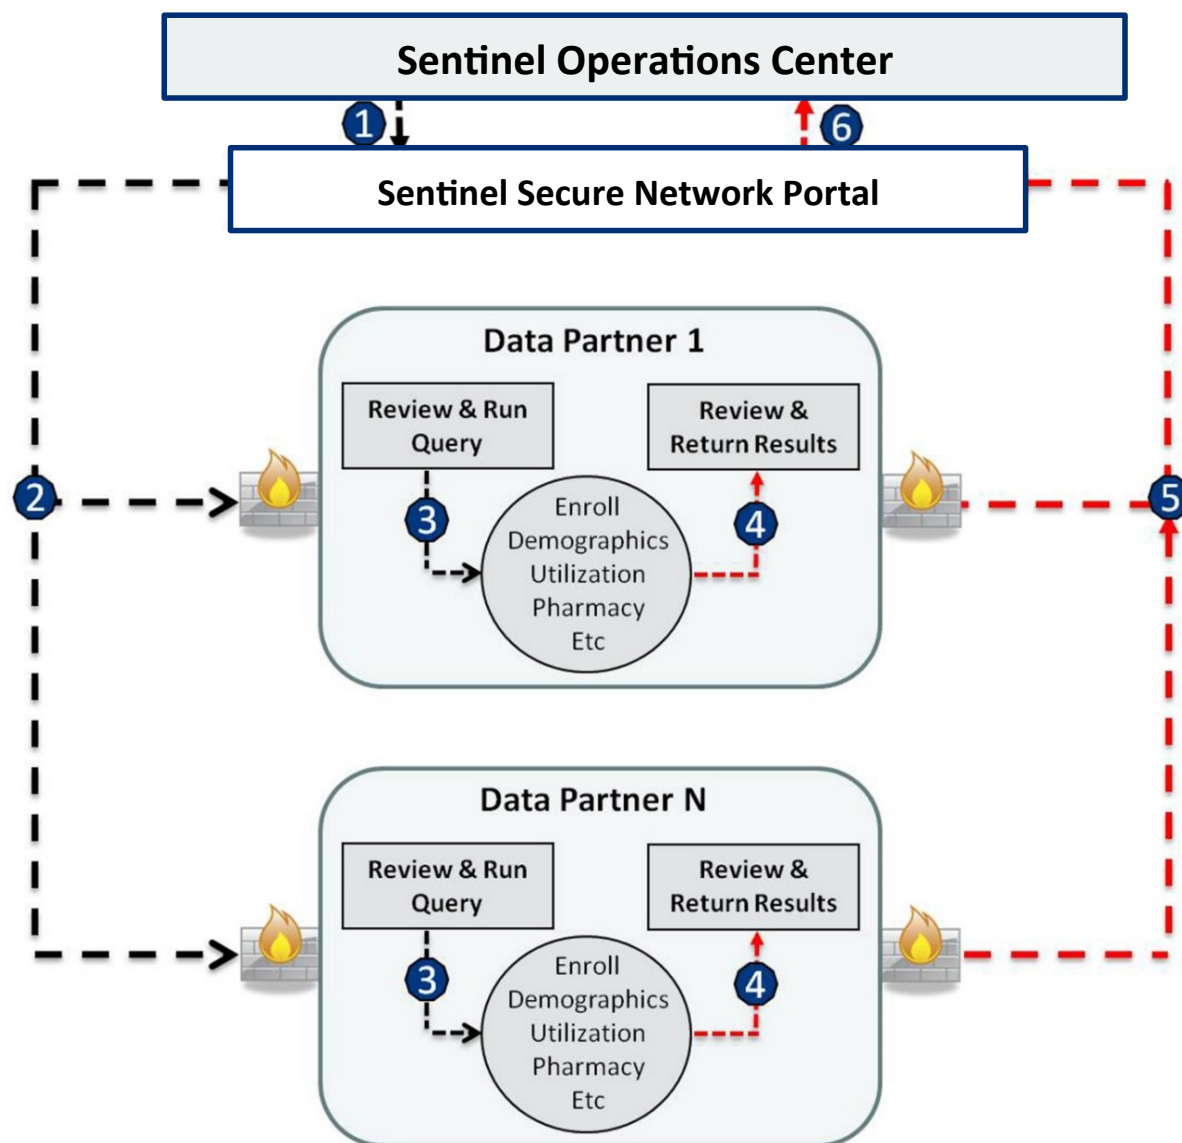 Sentinel Operations Center
1
6
Sentinel Secure Network Portal
Data Partner 1
Review & Run
Query
Review &
Return Results
2
3
Enroll
Demographics
Utilization
Pharmacy
Etc
4
5
Data Partner N
Review & Run
Query
Review &
Return Results
3
Enroll
Demographics
Utilization
Pharmacy
Etc
4